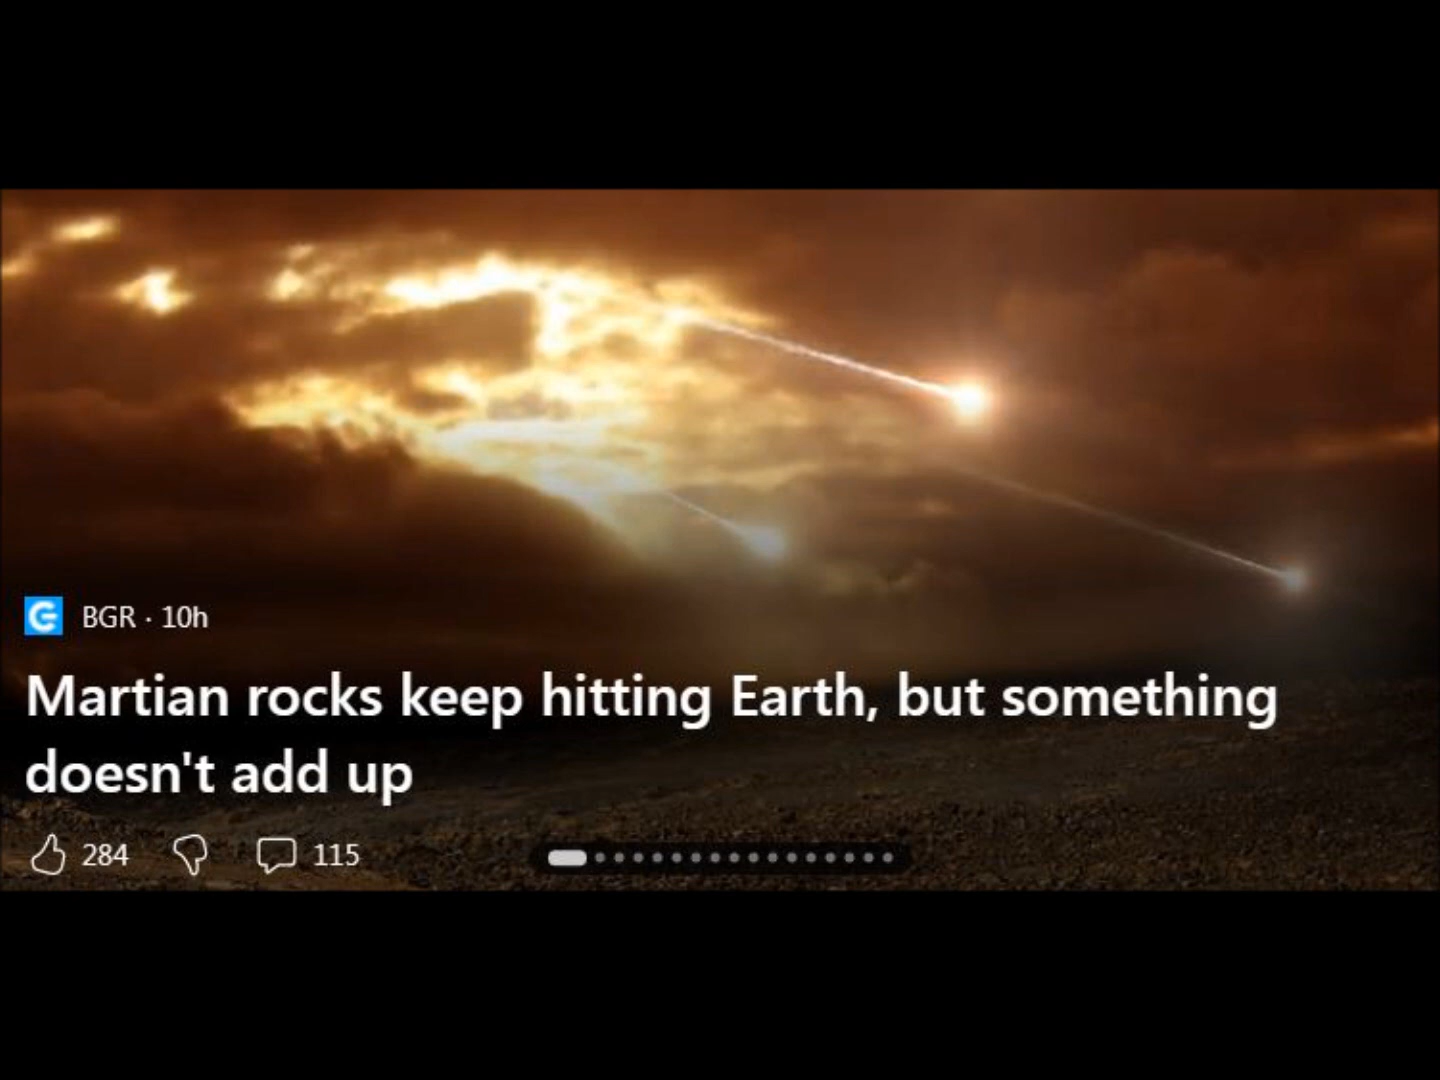 BGR · 10h
Martian rocks keep hitting Earth, but something
doesn't add up
284 115